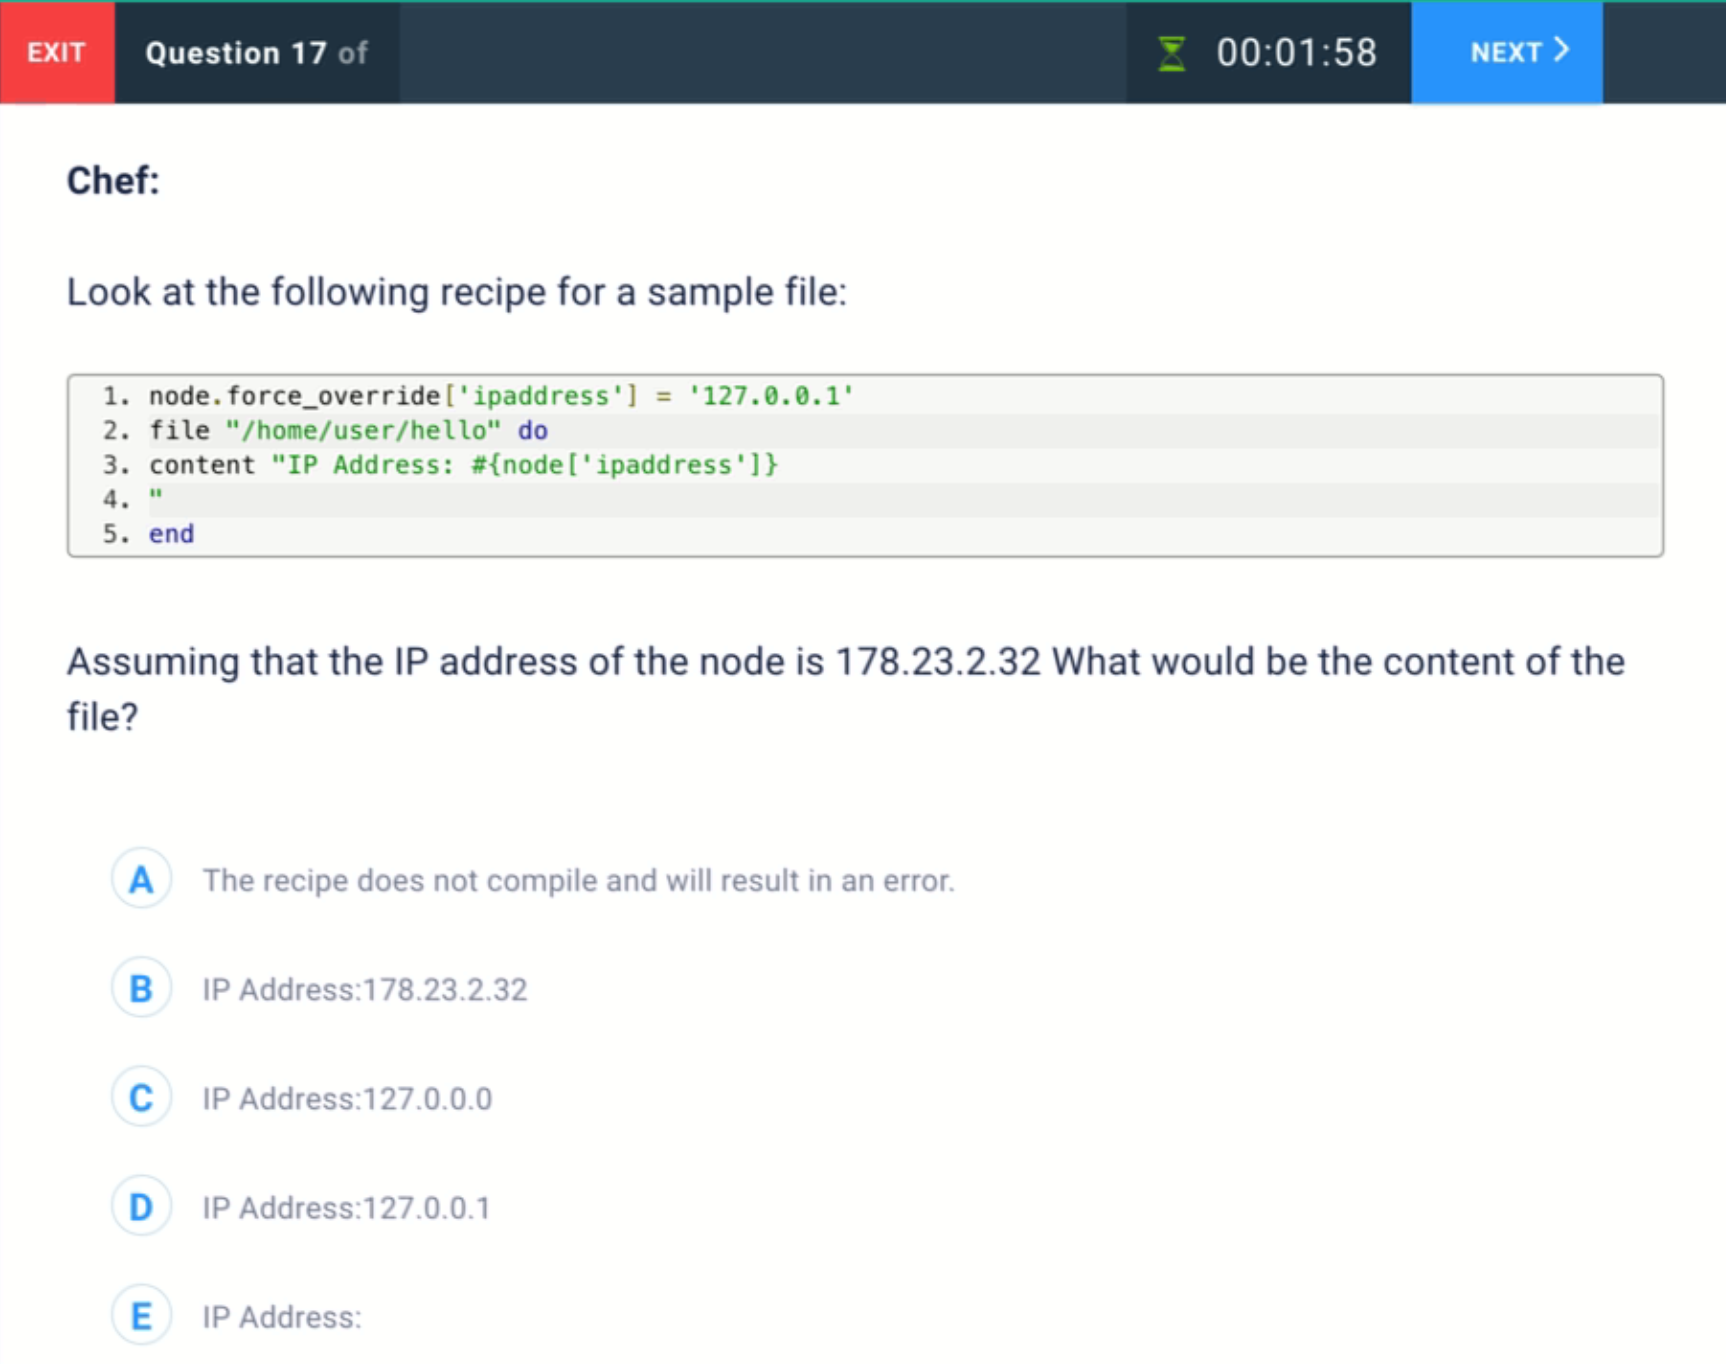 EXIT
Question 17 of
00:01:58
NEXT
Chef:
Look at the following recipe for a sample file:
1. node.force_override['ipaddress'] = '127.0.0.1'
2. file "/home/user/hello" do
3. content "IP Address: #{node['ipaddress']}
4. "
5. end
Assuming that the IP address of the node is 178.23.2.32 What would be the content of the
file?
A The recipe does not compile and will result in an error.
B IP Address:178.23.2.32
C IP Address:127.0.0.0
D IP Address:127.0.0.1
E IP Address: